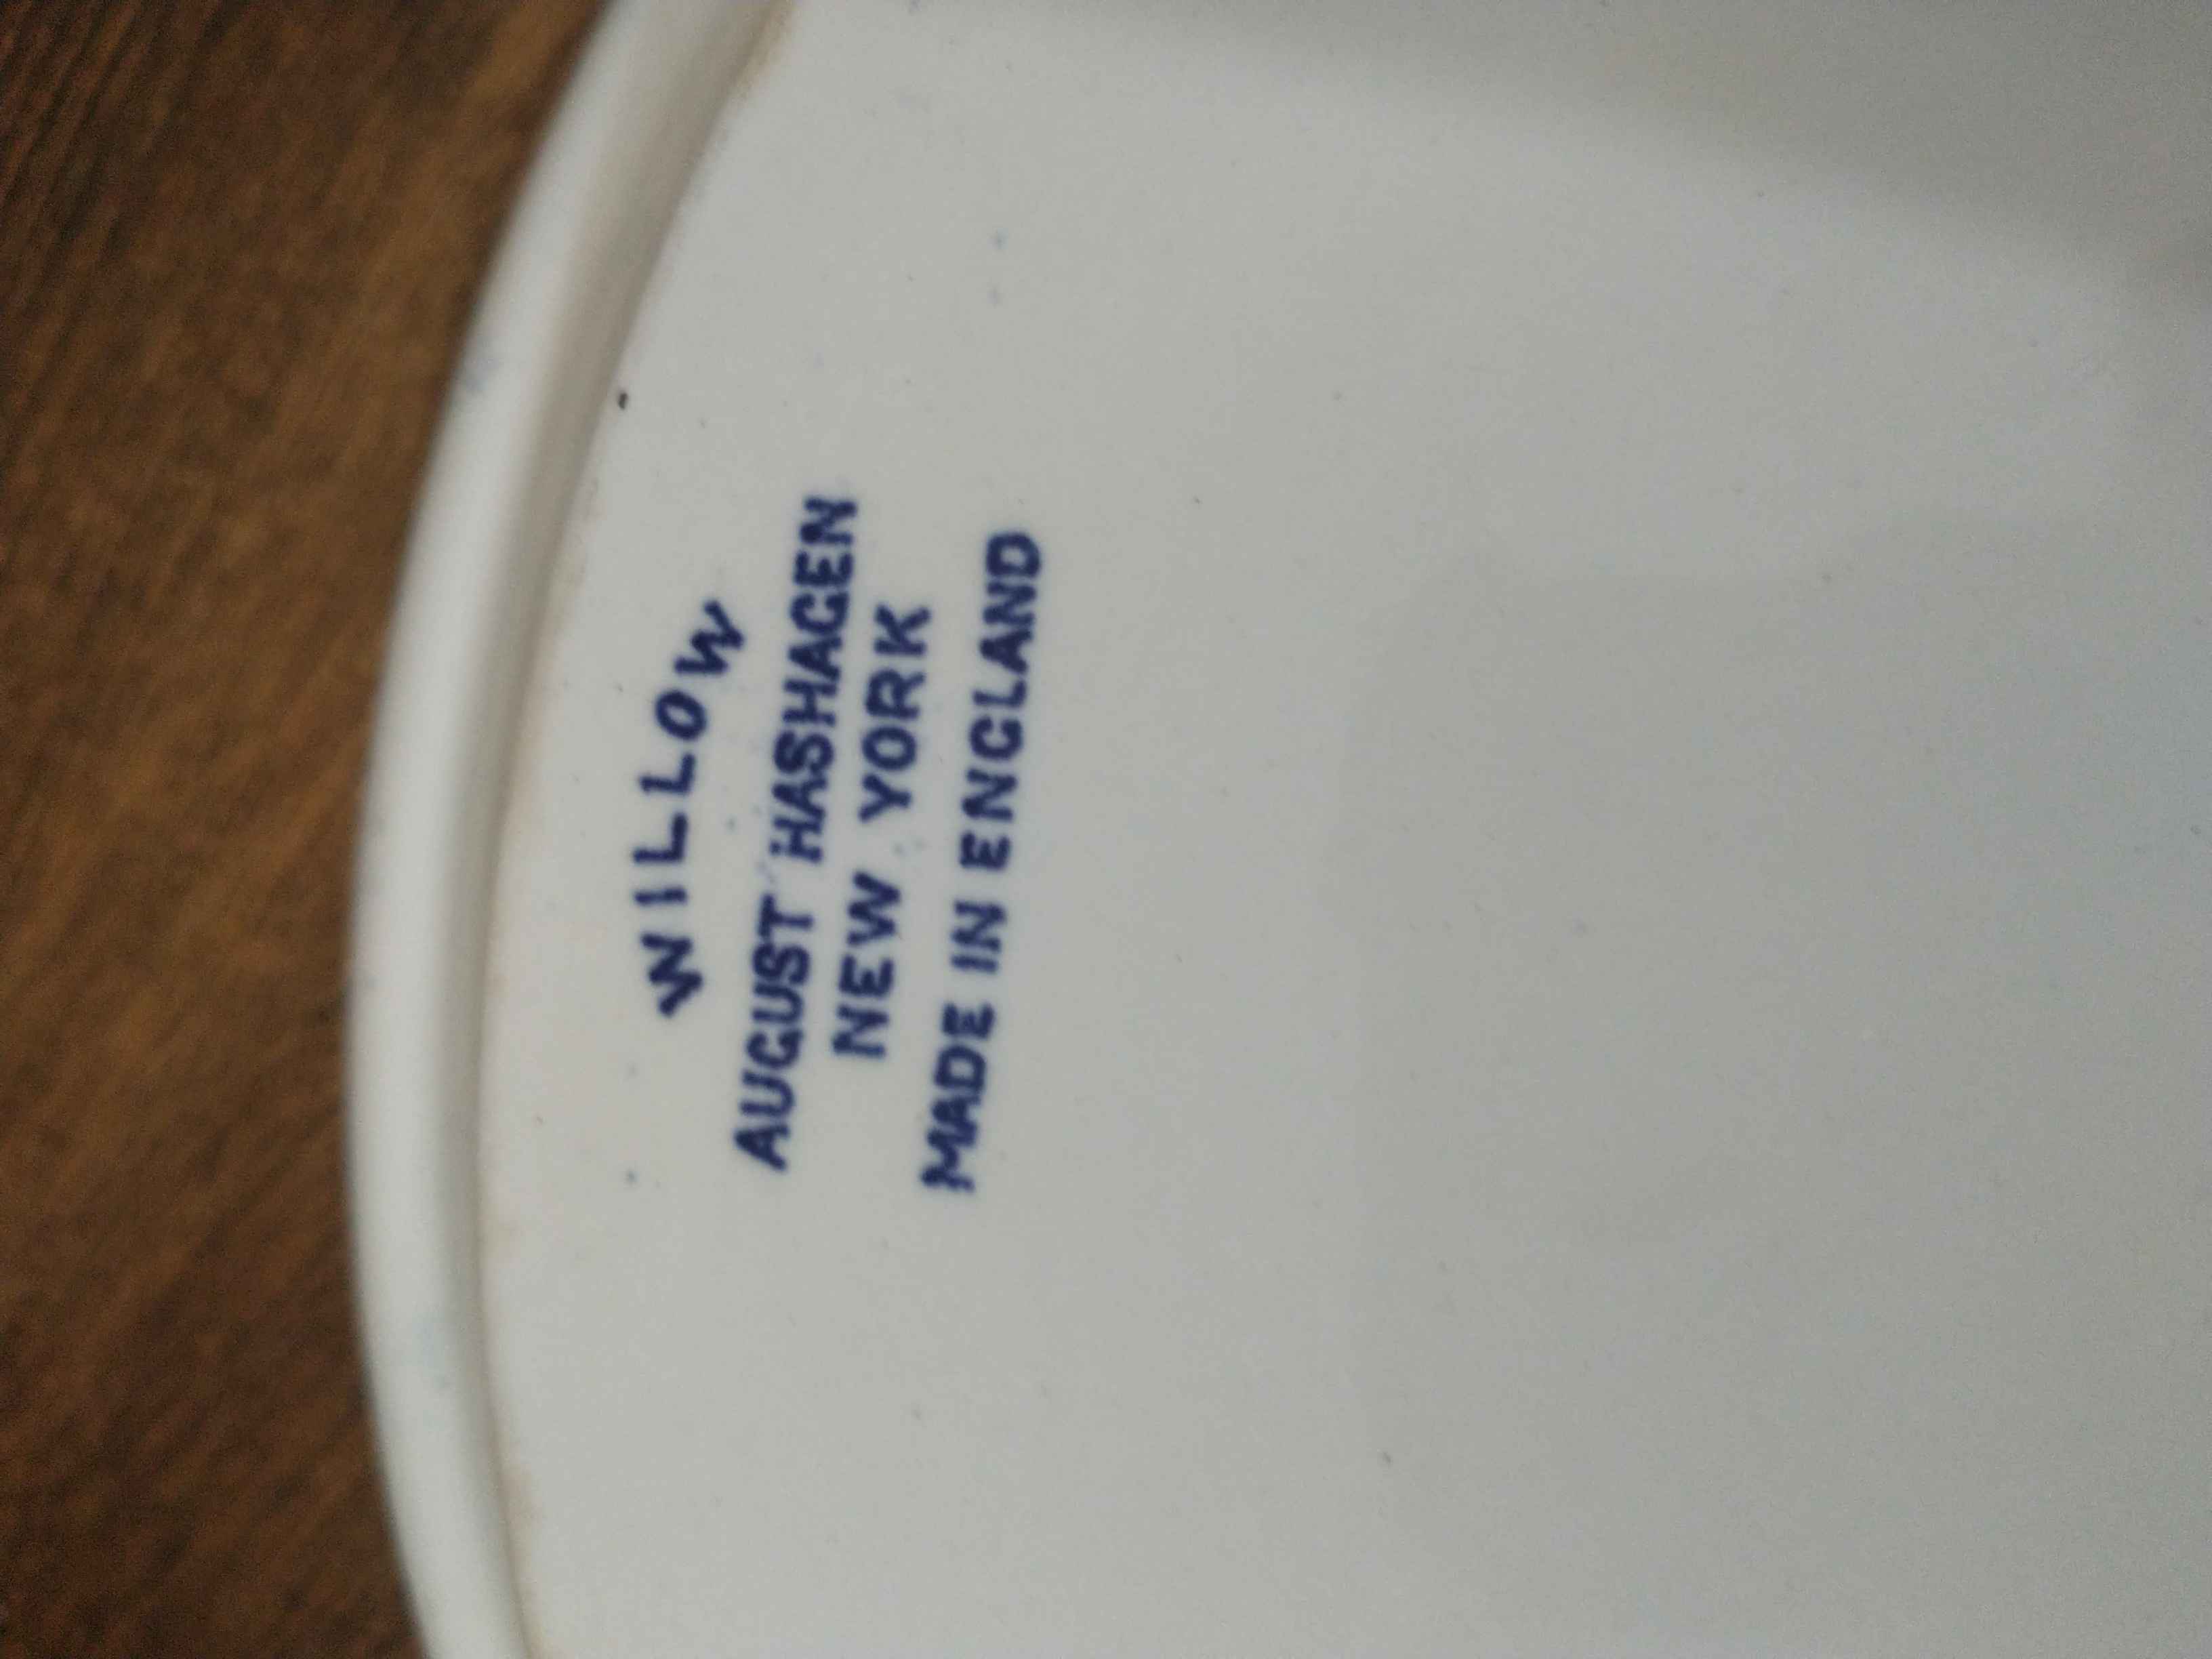 WILLOW
AUGUST HASHAGEN
NEW YORK
MADE IN ENGLAND